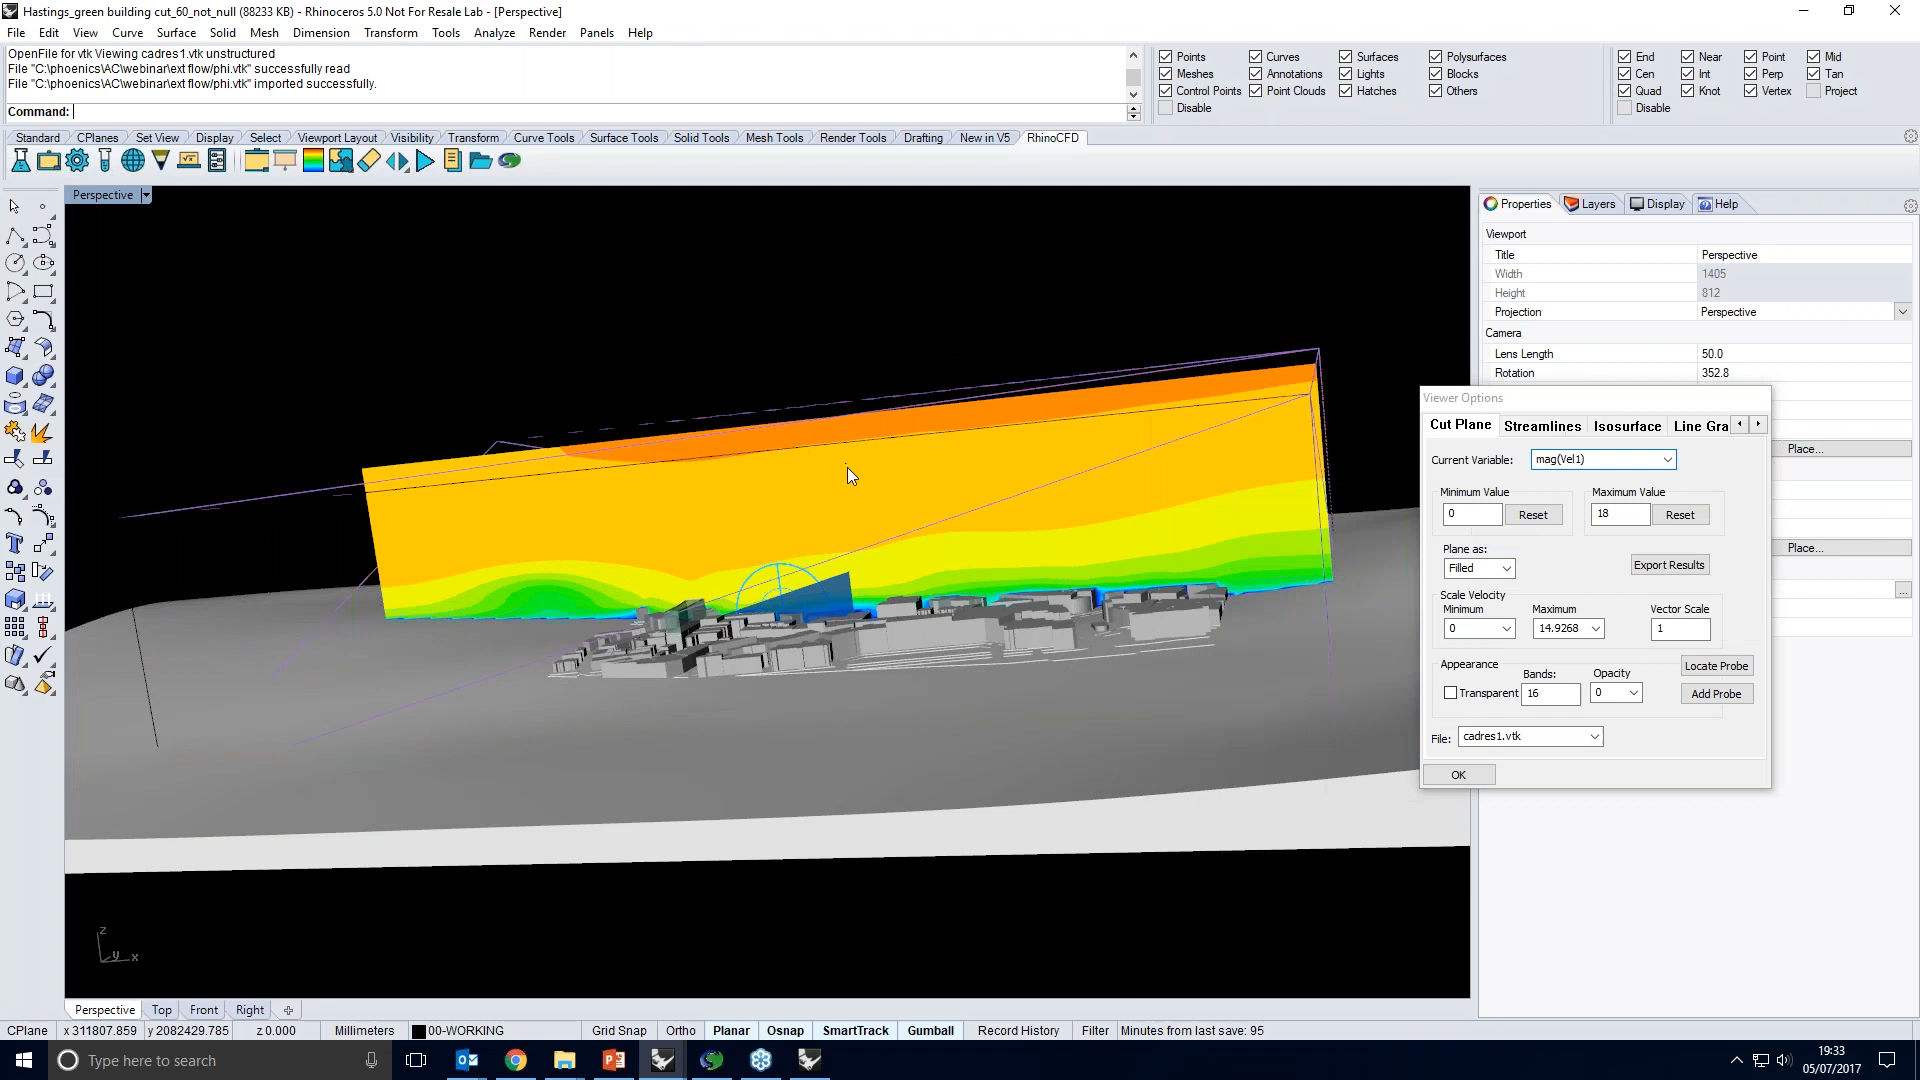 Hastings_green building cut_60_not_null (88233 KB) - Rhinoceros 5.0 Not For Resale Lab - [Perspective]
File Edit View Curve Surface Solid Mesh Dimension Transform Tools Analyze Render Panels Help
OpenFile for vtk Viewing cadres1.vtk unstructured
File "C:\phoenics\AC\webinar\ext flow/phi.vtk" successfully read
File "C:\phoenics\AC\webinar\ext flow/phi.vtk" imported successfully.
Command:
Points Curves Surfaces Polysurfaces
Meshes Annotations Lights Blocks
Control Points Point Clouds Hatches Others
Disable
End Near Point Mid
Cen Int Perp Tan
Quad Knot Vertex Project
Disable
Standard CPlanes Set View Display Select Viewport Layout Visibility Transform Curve Tools Surface Tools Solid Tools Mesh Tools Render Tools Drafting New in V5 RhinoCFD
Perspective
Properties Layers Display Help
Viewport
Title Perspective
Width 1405
Height 812
Projection Perspective
Camera
Lens Length 50.0
Rotation 352.8
Place...
Place...
...
Viewer Options
Cut Plane Streamlines Isosurface Line Gra
Current Variable: mag(Vel1)
Minimum Value Maximum Value
0 Reset 18 Reset
Plane as:
Filled Export Results
Scale Velocity
Minimum Maximum Vector Scale
0 14.9268 1
Appearance Bands: Opacity Locate Probe
Transparent 16 0 Add Probe
File: cadres1.vtk
OK
z
y x
Perspective Top Front Right
CPlane x 311807.859 y 2082429.785 z 0.000 Millimeters 00-WORKING Grid Snap Ortho Planar Osnap SmartTrack Gumball Record History Filter Minutes from last save: 95
Type here to search
19:33
05/07/2017